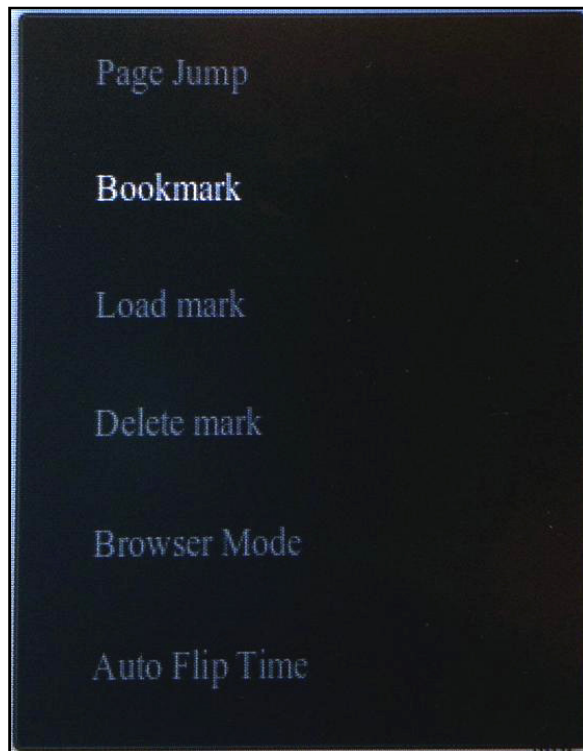 Page Jump
Bookmark
Load mark
Delete mark
Browser Mode
Auto Flip Time